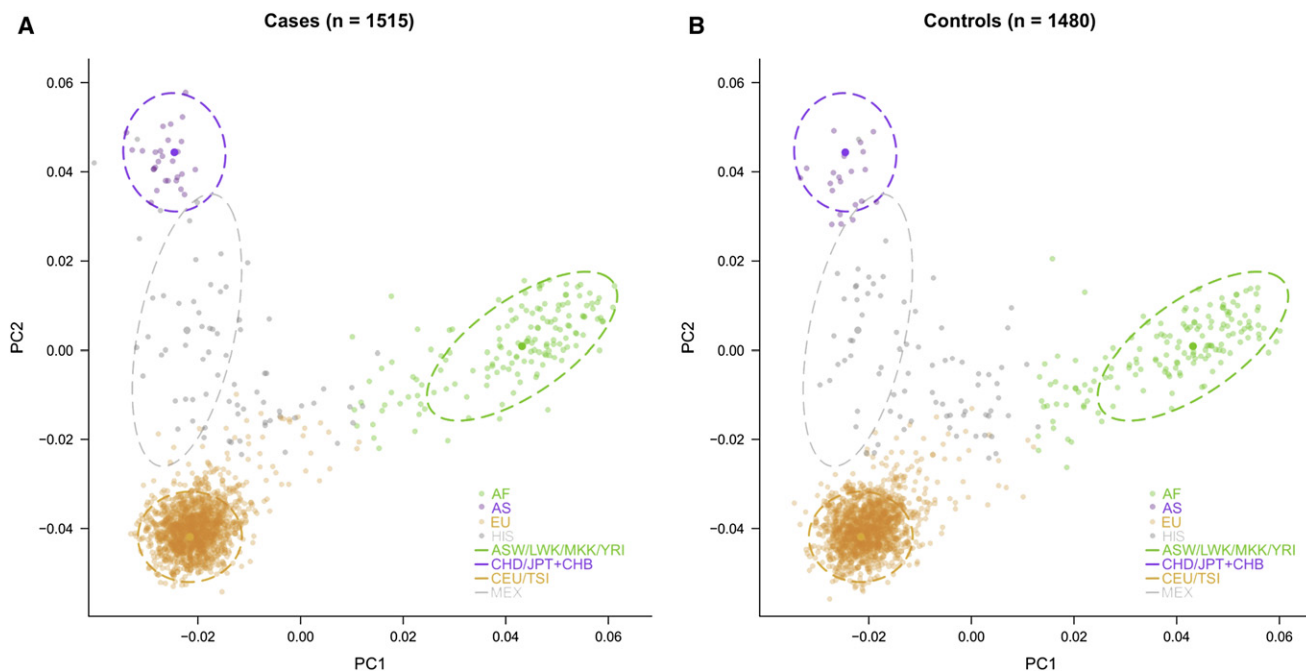 A
Cases (n = 1515)
0.06
0.04
0.02
0.00
−0.02
−0.04
PC2
−0.02
0.00
0.02
0.04
0.06
PC1
AF
AS
EU
HIS
ASW/LWK/MKK/YRI
CHD/JPT+CHB
CEU/TSI
MEX
B
Controls (n = 1480)
0.06
0.04
0.02
0.00
−0.02
−0.04
PC2
−0.02
0.00
0.02
0.04
0.06
PC1
AF
AS
EU
HIS
ASW/LWK/MKK/YRI
CHD/JPT+CHB
CEU/TSI
MEX